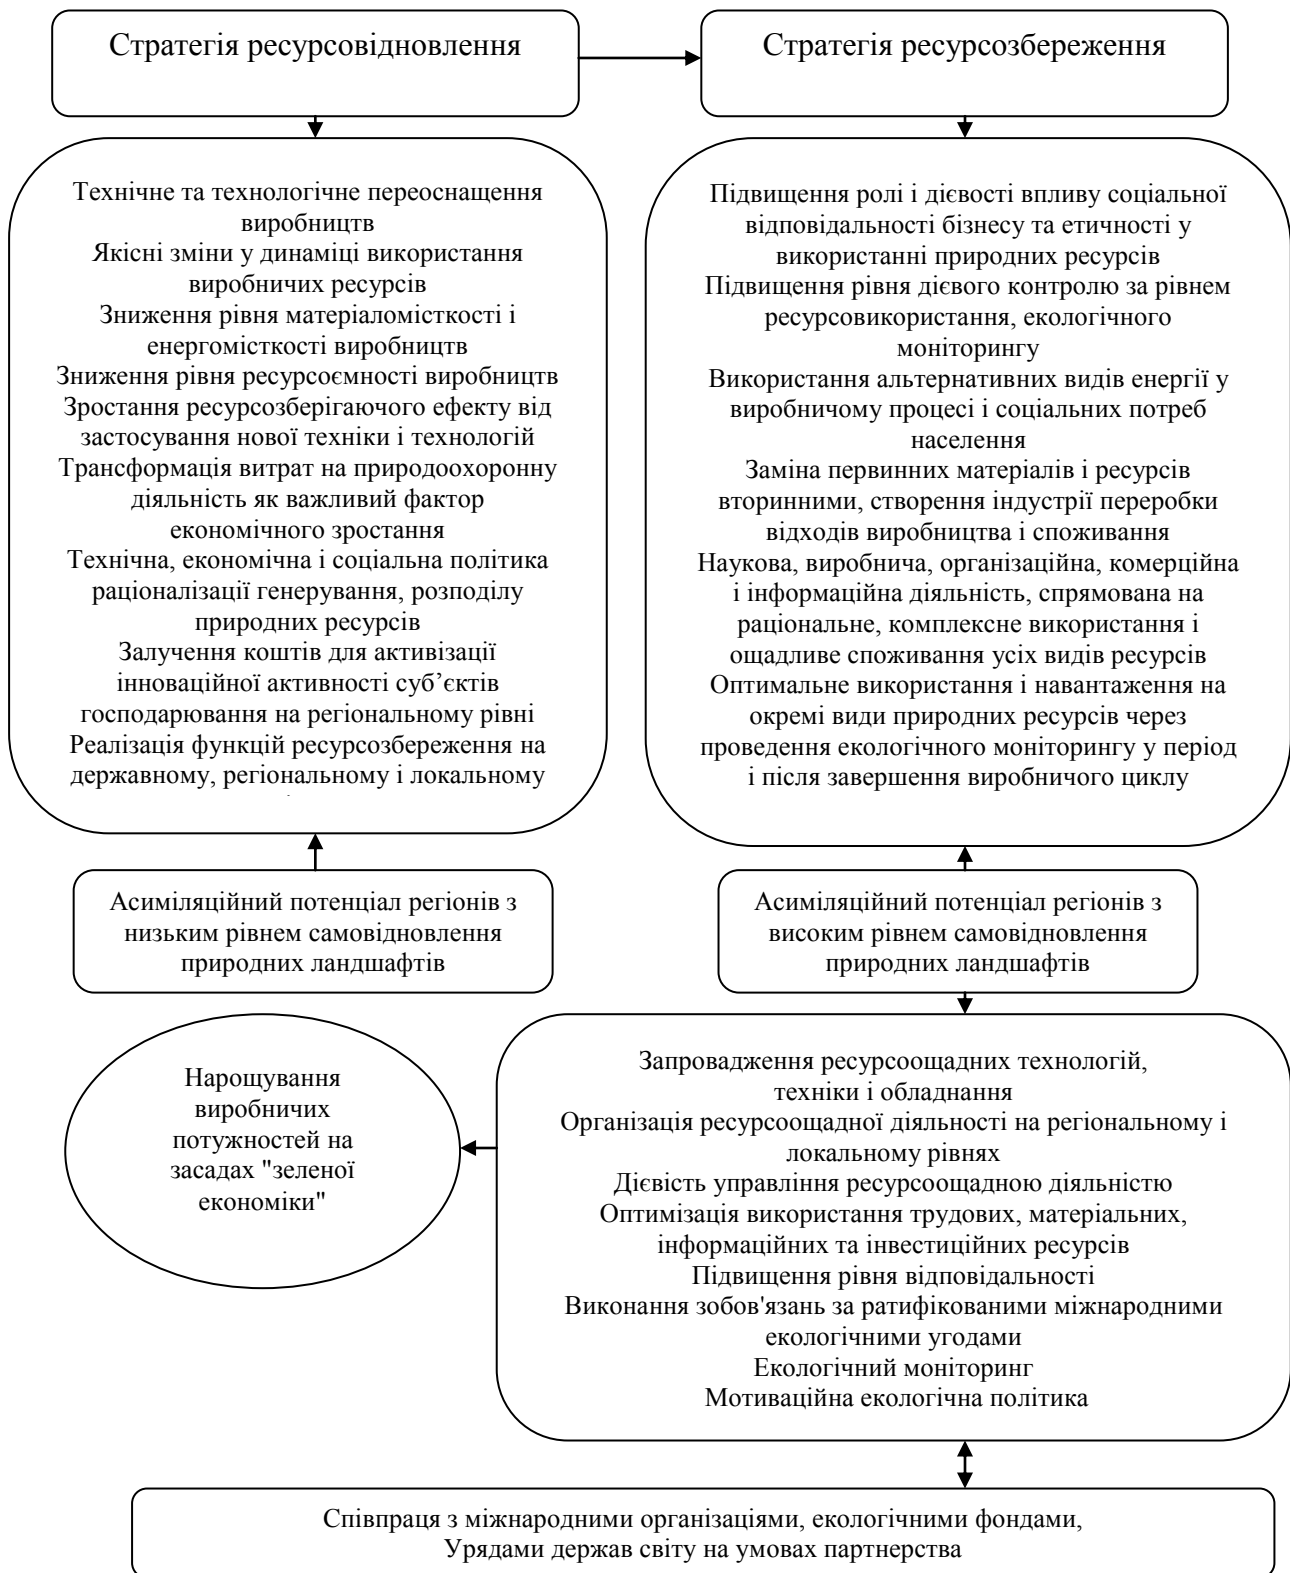 Стратегія ресурсовідновлення
Стратегія ресурсозбереження
Технічне та технологічне переоснащення
виробництв
Якісні зміни у динаміці використання
виробничих ресурсів
Зниження рівня матеріаломісткості і
енергомісткості виробництв
Зниження рівня ресурсоємності виробництв
Зростання ресурсозберігаючого ефекту від
застосування нової техніки і технологій
Трансформація витрат на природоохоронну
діяльність як важливий фактор
економічного зростання
Технічна, економічна і соціальна політика
раціоналізації генерування, розподілу
природних ресурсів
Залучення коштів для активізації
інноваційної активності суб’єктів
господарювання на регіональному рівні
Реалізація функцій ресурсозбереження на
державному, регіональному і локальному
Підвищення ролі і дієвості впливу соціальної
відповідальності бізнесу та етичності у
використанні природних ресурсів
Підвищення рівня дієвого контролю за рівнем
ресурсовикористання, екологічного
моніторингу
Використання альтернативних видів енергії у
виробничому процесі і соціальних потреб
населення
Заміна первинних матеріалів і ресурсів
вторинними, створення індустрії переробки
відходів виробництва і споживання
Наукова, виробнича, організаційна, комерційна
і інформаційна діяльність, спрямована на
раціональне, комплексне використання і
ощадливе споживання усіх видів ресурсів
Оптимальне використання і навантаження на
окремі види природних ресурсів через
проведення екологічного моніторингу у період
і після завершення виробничого циклу
Асиміляційний потенціал регіонів з
низьким рівнем самовідновлення
природних ландшафтів
Асиміляційний потенціал регіонів з
високим рівнем самовідновлення
природних ландшафтів
Нарощування
виробничих
потужностей на
засадах "зеленої
економіки"
Запровадження ресурсоощадних технологій,
техніки і обладнання
Організація ресурсоощадної діяльності на регіональному і
локальному рівнях
Дієвість управління ресурсоощадною діяльністю
Оптимізація використання трудових, матеріальних,
інформаційних та інвестиційних ресурсів
Підвищення рівня відповідальності
Виконання зобов'язань за ратифікованими міжнародними
екологічними угодами
Екологічний моніторинг
Мотиваційна екологічна політика
Співпраця з міжнародними організаціями, екологічними фондами,
Урядами держав світу на умовах партнерства